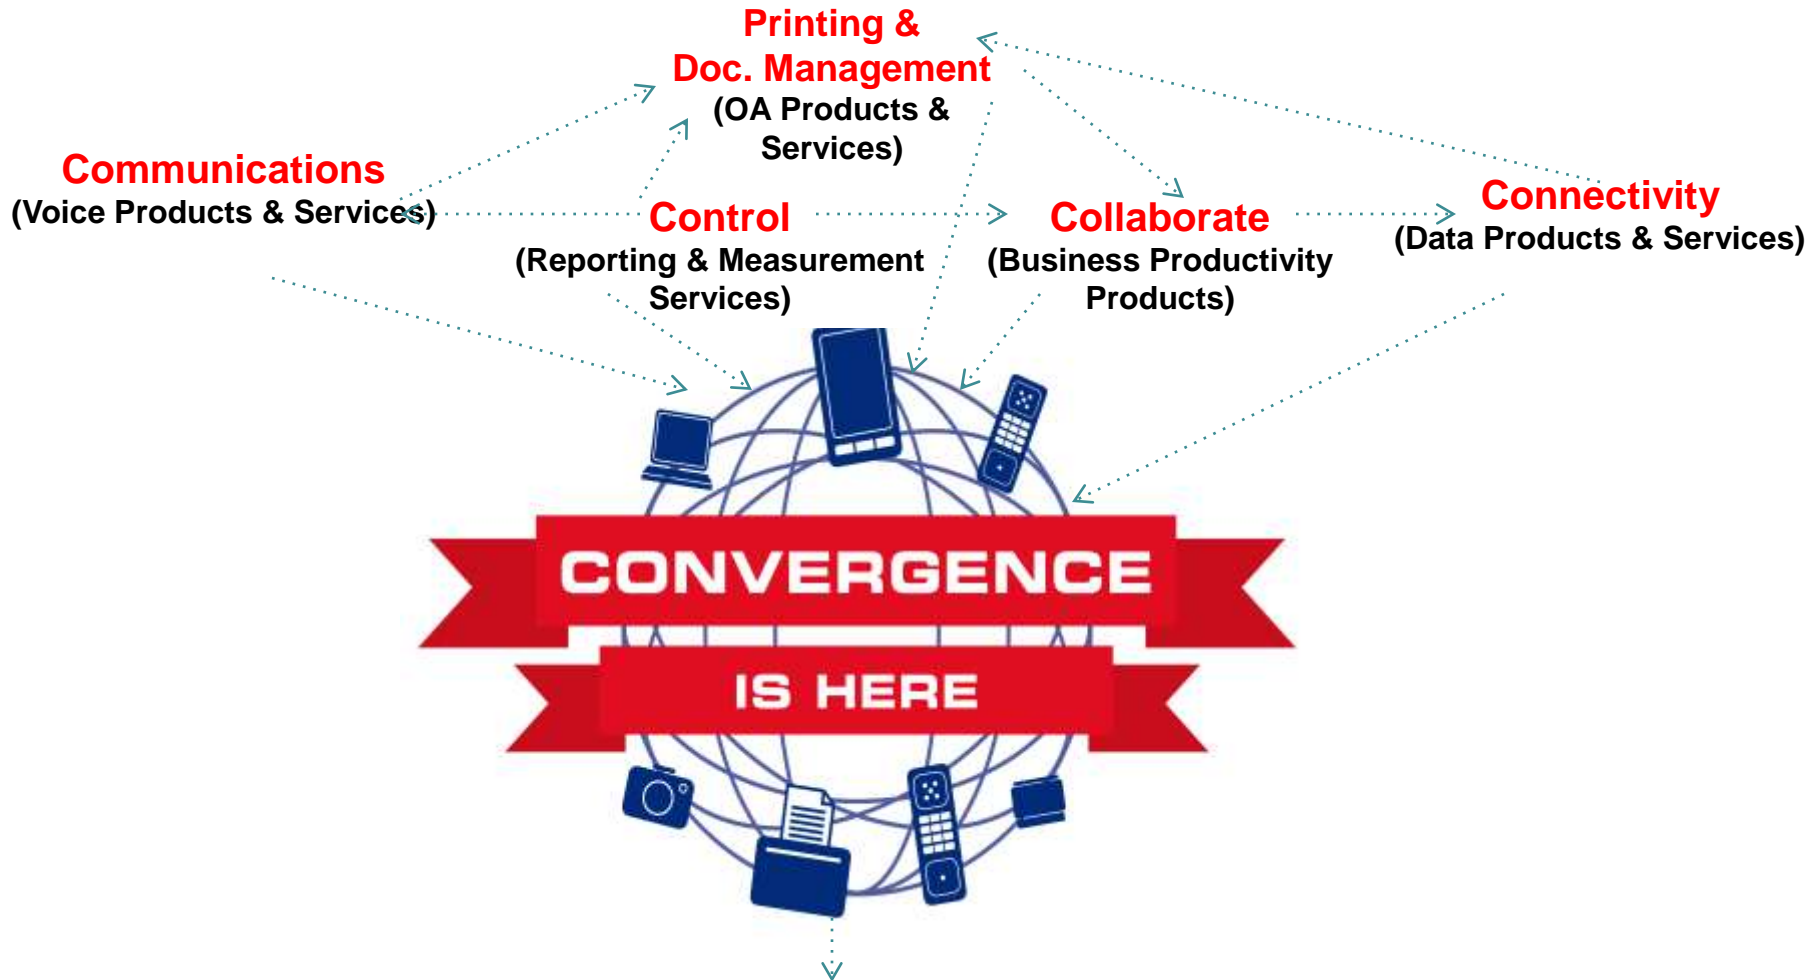 Printing &
Doc. Management
(OA Products &
Services)
Communications
(Voice Products & Services)
Control
(Reporting & Measurement
Services)
Collaborate
(Business Productivity
Products)
Connectivity
(Data Products & Services)
CONVERGENCE
IS HERE